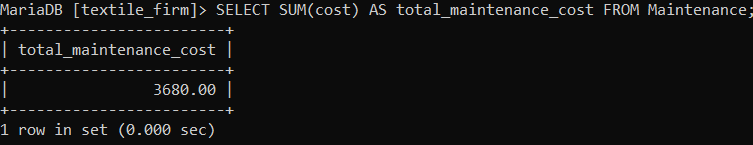 MariaDB [textile_firm]> SELECT SUM(cost) AS total_maintenance_cost FROM Maintenance;
+------------------------+
| total_maintenance_cost |
+------------------------+
|                3680.00 |
+------------------------+
1 row in set (0.000 sec)